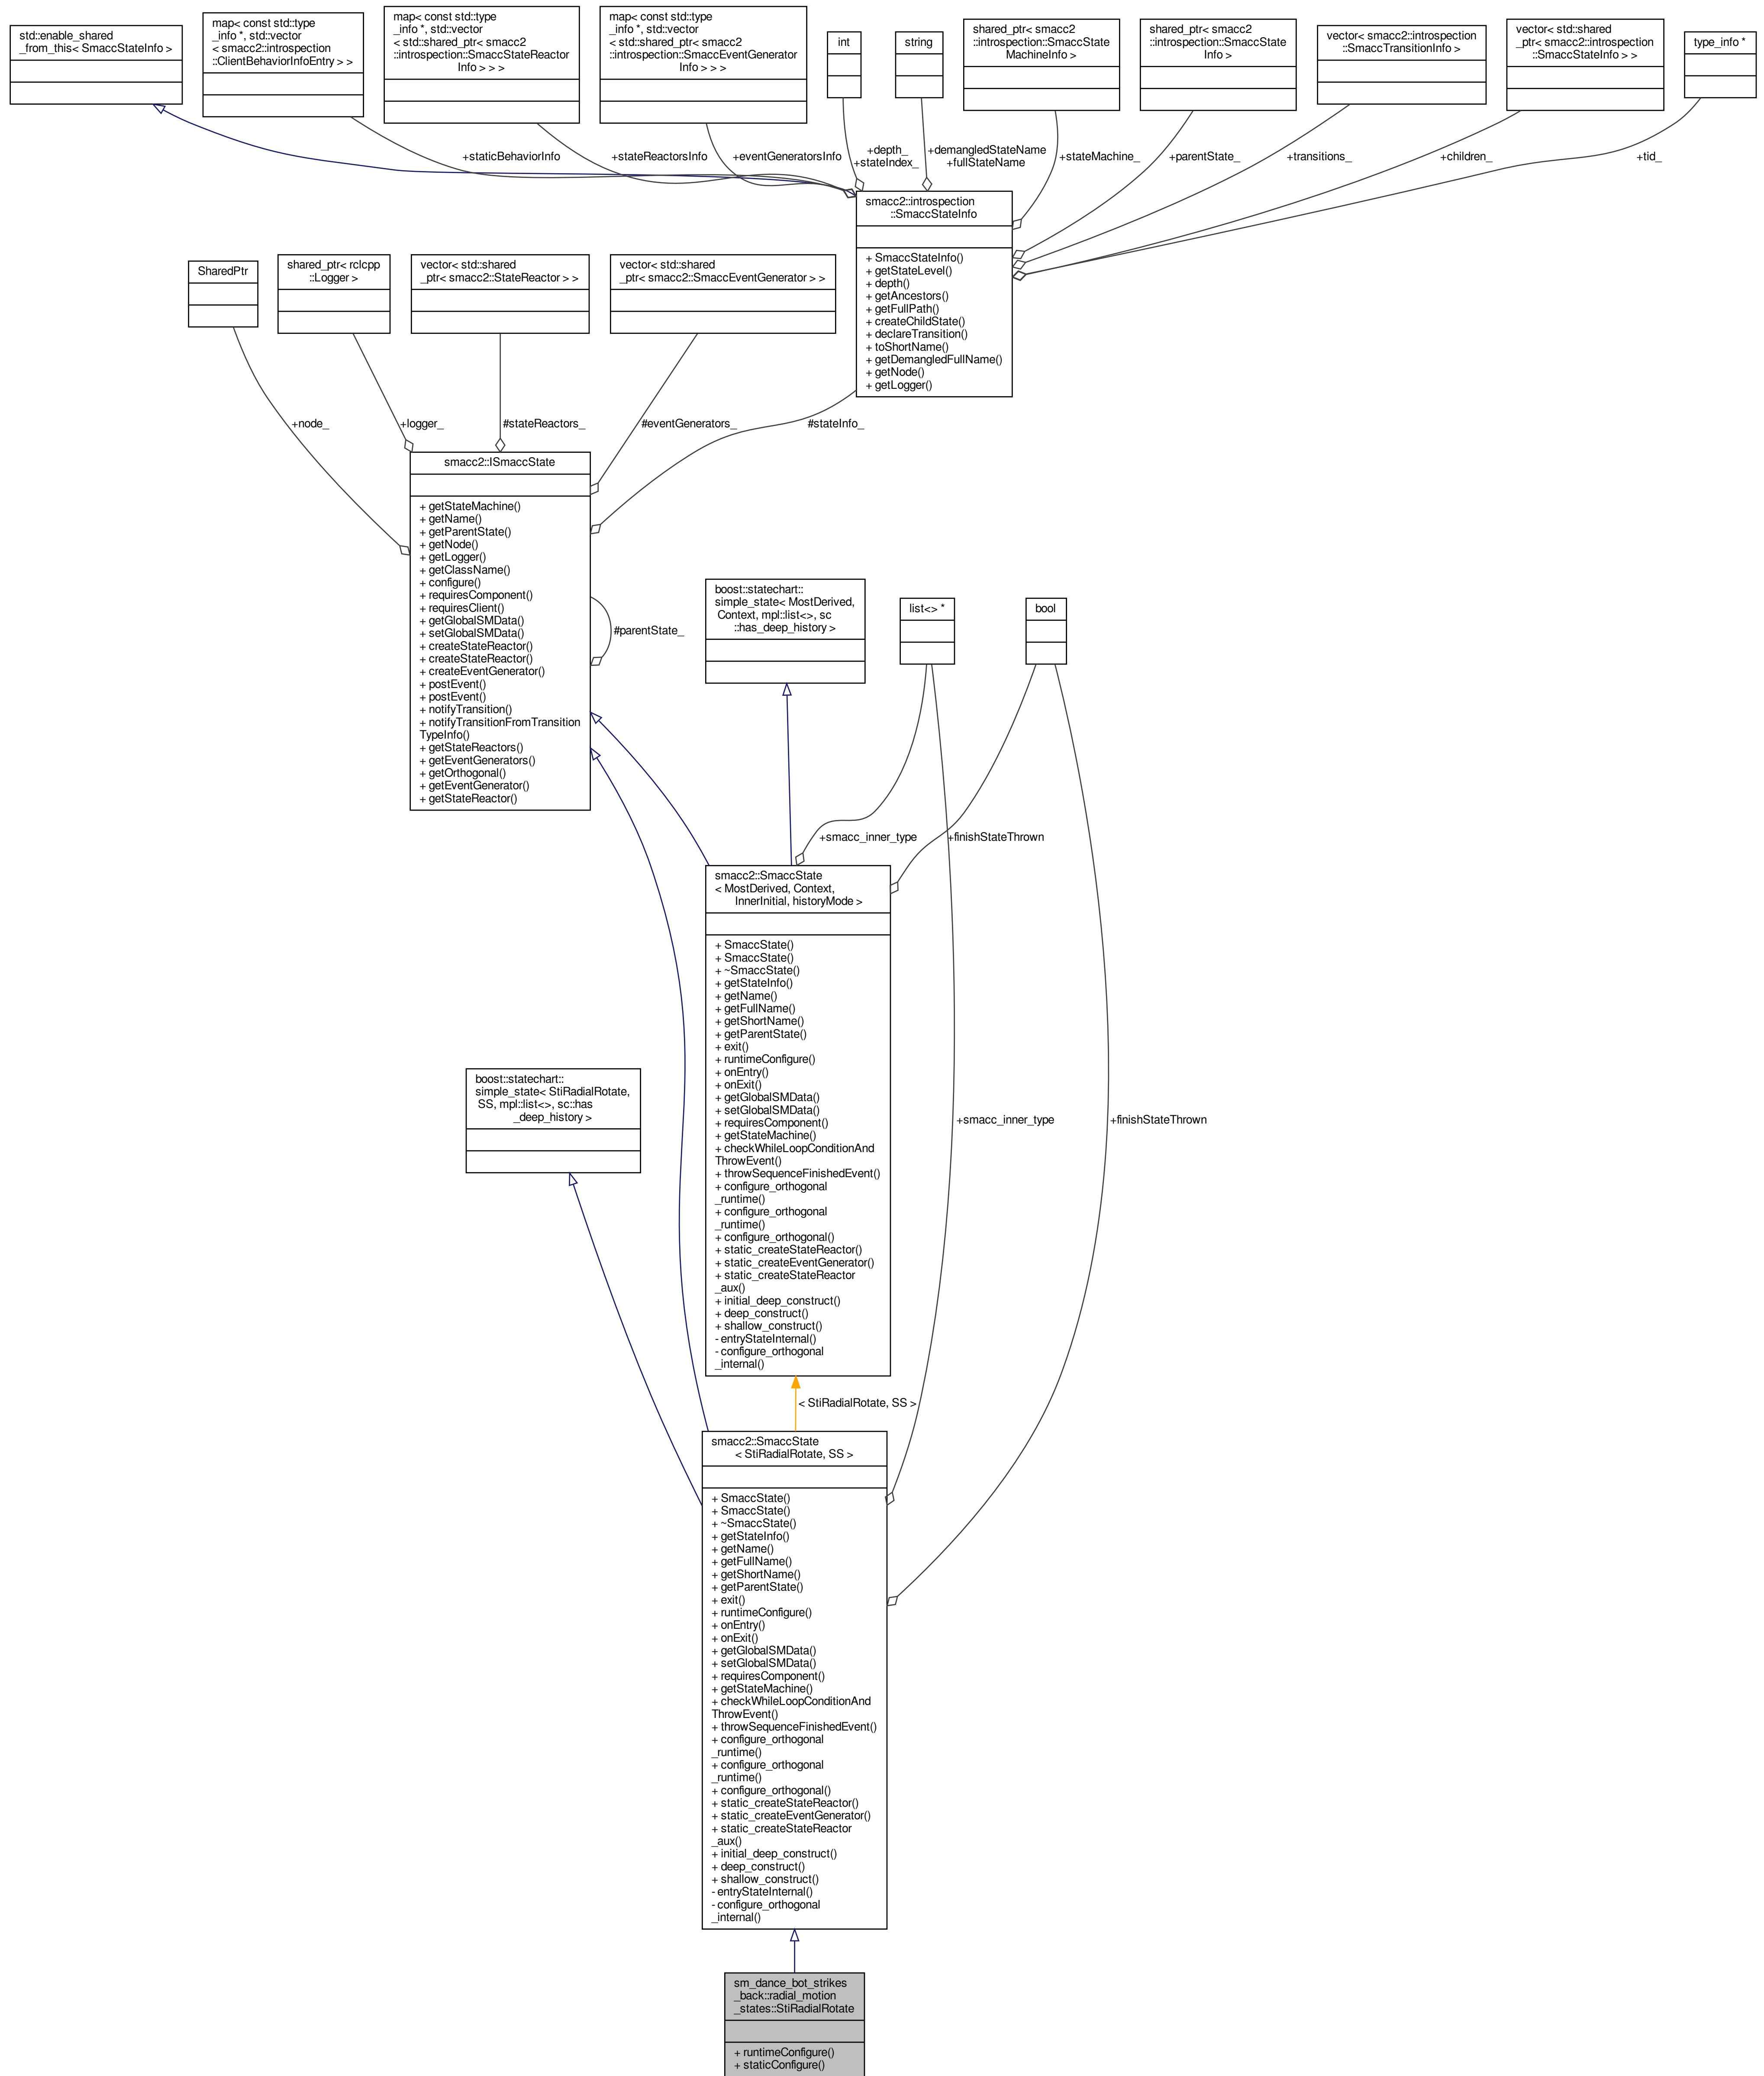 std::enable_shared
_from_this< SmaccStateInfo >
map< const std::type
_info *, std::vector
< smacc2::introspection
::ClientBehaviorInfoEntry > >
map< const std::type
_info *, std::vector
< std::shared_ptr< smacc2
::introspection::SmaccStateReactor
Info > > >
map< const std::type
_info *, std::vector
< std::shared_ptr< smacc2
::introspection::SmaccEventGenerator
Info > > >
int
string
shared_ptr< smacc2
::introspection::SmaccState
MachineInfo >
shared_ptr< smacc2
::introspection::SmaccState
Info >
vector< smacc2::introspection
::SmaccTransitionInfo >
vector< std::shared
_ptr< smacc2::introspection
::SmaccStateInfo > >
type_info *
+staticBehaviorInfo
+stateReactorsInfo
+eventGeneratorsInfo
+depth_
+stateIndex_
+demangledStateName
+fullStateName
+stateMachine_
+parentState_
+transitions_
+children_
+tid_
smacc2::introspection
::SmaccStateInfo
+ SmaccStateInfo()
+ getStateLevel()
+ depth()
+ getAncestors()
+ getFullPath()
+ createChildState()
+ declareTransition()
+ toShortName()
+ getDemangledFullName()
+ getNode()
+ getLogger()
SharedPtr
shared_ptr< rclcpp
::Logger >
vector< std::shared
_ptr< smacc2::StateReactor > >
vector< std::shared
_ptr< smacc2::SmaccEventGenerator > >
+node_
+logger_
#stateReactors_
#eventGenerators_
#stateInfo_
smacc2::ISmaccState
+ getStateMachine()
+ getName()
+ getParentState()
+ getNode()
+ getLogger()
+ getClassName()
+ configure()
+ requiresComponent()
+ requiresClient()
+ getGlobalSMData()
+ setGlobalSMData()
+ createStateReactor()
+ createStateReactor()
+ createEventGenerator()
+ postEvent()
+ postEvent()
+ notifyTransition()
+ notifyTransitionFromTransition
TypeInfo()
+ getStateReactors()
+ getEventGenerators()
+ getOrthogonal()
+ getEventGenerator()
+ getStateReactor()
#parentState_
boost::statechart::
simple_state< MostDerived,
Context, mpl::list<>, sc
::has_deep_history >
list<> *
bool
+smacc_inner_type
+finishStateThrown
smacc2::SmaccState
< MostDerived, Context,
InnerInitial, historyMode >
+ SmaccState()
+ SmaccState()
+ ~SmaccState()
+ getStateInfo()
+ getName()
+ getFullName()
+ getShortName()
+ getParentState()
+ exit()
+ runtimeConfigure()
+ onEntry()
+ onExit()
+ getGlobalSMData()
+ setGlobalSMData()
+ requiresComponent()
+ getStateMachine()
+ checkWhileLoopConditionAnd
ThrowEvent()
+ throwSequenceFinishedEvent()
+ configure_orthogonal
_runtime()
+ configure_orthogonal
_runtime()
+ configure_orthogonal()
+ static_createStateReactor()
+ static_createEventGenerator()
+ static_createStateReactor
_aux()
+ initial_deep_construct()
+ deep_construct()
+ shallow_construct()
- entryStateInternal()
- configure_orthogonal
_internal()
boost::statechart::
simple_state< StiRadialRotate,
SS, mpl::list<>, sc::has
_deep_history >
+smacc_inner_type
+finishStateThrown
< StiRadialRotate, SS >
smacc2::SmaccState
< StiRadialRotate, SS >
+ SmaccState()
+ SmaccState()
+ ~SmaccState()
+ getStateInfo()
+ getName()
+ getFullName()
+ getShortName()
+ getParentState()
+ exit()
+ runtimeConfigure()
+ onEntry()
+ onExit()
+ getGlobalSMData()
+ setGlobalSMData()
+ requiresComponent()
+ getStateMachine()
+ checkWhileLoopConditionAnd
ThrowEvent()
+ throwSequenceFinishedEvent()
+ configure_orthogonal
_runtime()
+ configure_orthogonal
_runtime()
+ configure_orthogonal()
+ static_createStateReactor()
+ static_createEventGenerator()
+ static_createStateReactor
_aux()
+ initial_deep_construct()
+ deep_construct()
+ shallow_construct()
- entryStateInternal()
- configure_orthogonal
_internal()
sm_dance_bot_strikes
_back::radial_motion
_states::StiRadialRotate
+ runtimeConfigure()
+ staticConfigure()